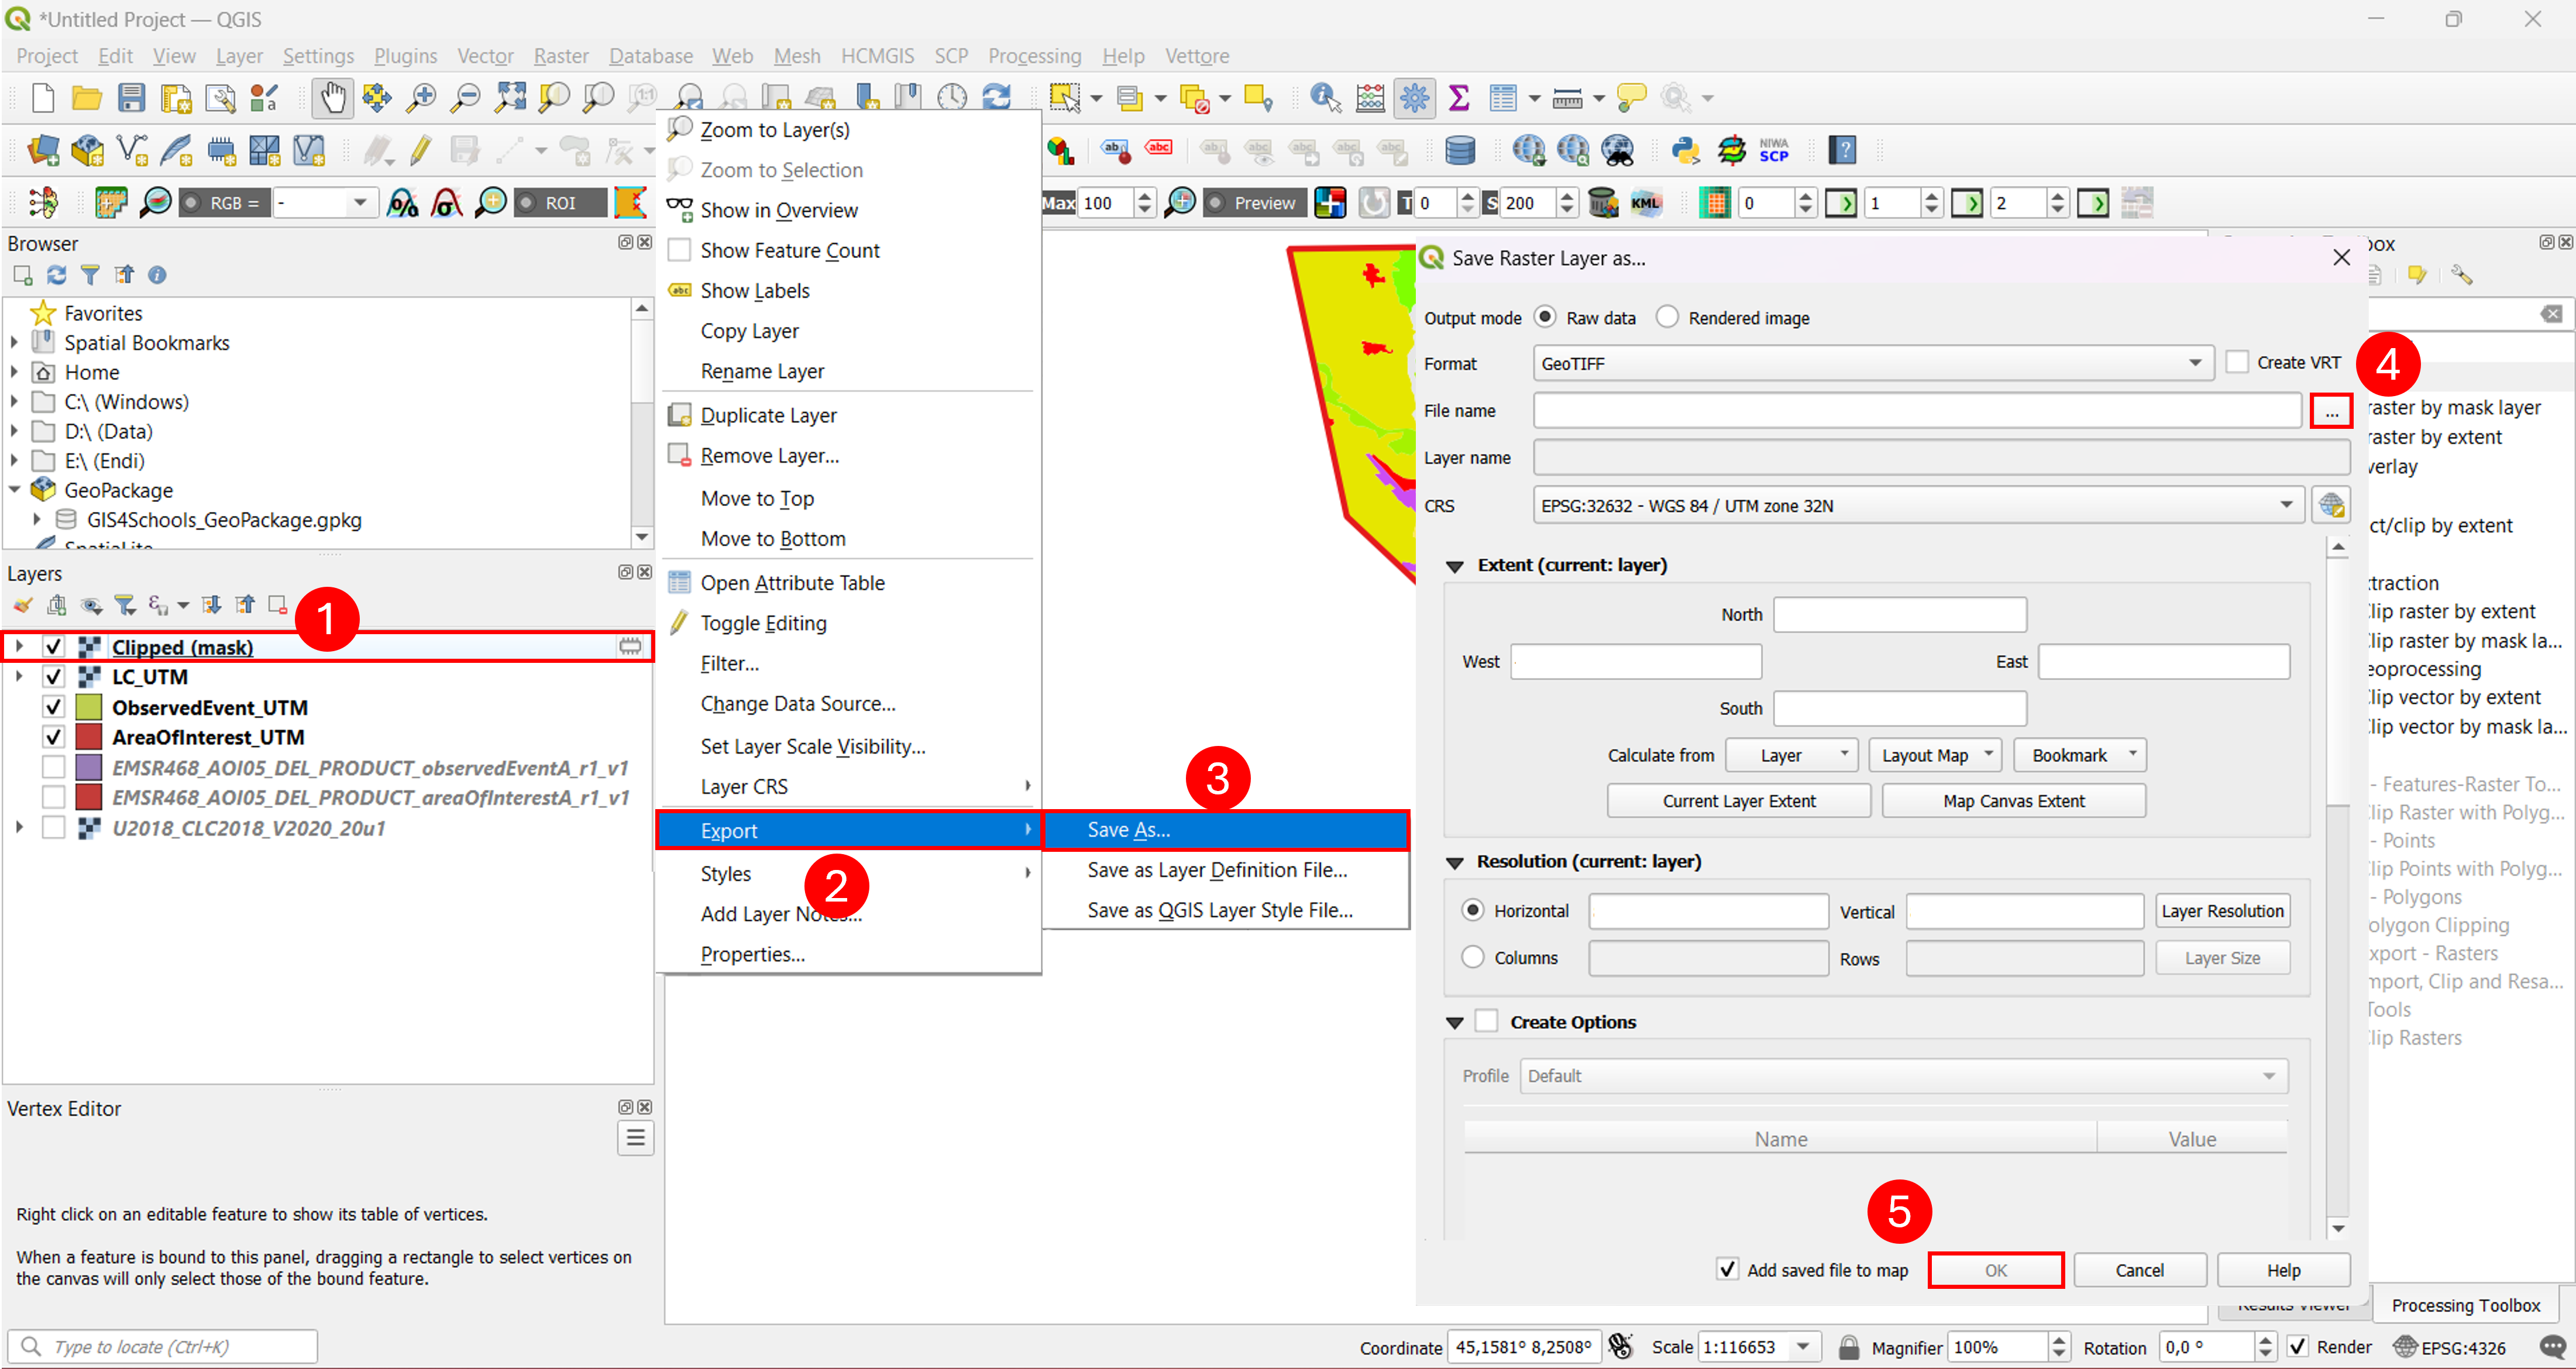 *Untitled Project — QGIS
Project Edit View Layer Settings Plugins Vector Raster Database Web Mesh HCMGIS SCP Processing Help Vettore
NIWA
SCP
RGB = - ROI Max 100 Preview T 0 S 200 KML 0 1 2
Browser
Favorites
Spatial Bookmarks
Home
C:\ (Windows)
D:\ (Data)
E:\ (Endi)
GeoPackage
GIS4Schools_GeoPackage.gpkg
SpatiaLite
Layers
1
Clipped (mask)
LC_UTM
ObservedEvent_UTM
AreaOfInterest_UTM
EMSR468_AOI05_DEL_PRODUCT_observedEventA_r1_v1
EMSR468_AOI05_DEL_PRODUCT_areaOfInterestA_r1_v1
U2018_CLC2018_V2020_20u1
Vertex Editor
Right click on an editable feature to show its table of vertices.
When a feature is bound to this panel, dragging a rectangle to select vertices on
the canvas will only select those of the bound feature.
Zoom to Layer(s)
Zoom to Selection
Show in Overview
Show Feature Count
Show Labels
Copy Layer
Rename Layer
Duplicate Layer
Remove Layer...
Move to Top
Move to Bottom
Open Attribute Table
Toggle Editing
Filter...
Change Data Source...
Set Layer Scale Visibility...
Layer CRS
Export
Styles
2
Add Layer Notes...
Properties...
3
Save As...
Save as Layer Definition File...
Save as QGIS Layer Style File...
Save Raster Layer as...
Output mode Raw data Rendered image
Format GeoTIFF Create VRT
4
File name ...
Layer name
CRS EPSG:32632 - WGS 84 / UTM zone 32N
Extent (current: layer)
North
West East
South
Calculate from Layer Layout Map Bookmark
Current Layer Extent Map Canvas Extent
Resolution (current: layer)
Horizontal Vertical Layer Resolution
Columns Rows Layer Size
Create Options
Profile Default
Name Value
5
Add saved file to map OK Cancel Help
box
raster by mask layer
raster by extent
verlay
ct/clip by extent
traction
lip raster by extent
lip raster by mask la...
eoprocessing
lip vector by extent
lip vector by mask la...
- Features-Raster To...
lip Raster with Polyg...
- Points
lip Points with Polyg...
- Polygons
olygon Clipping
xport - Rasters
mport, Clip and Resa...
Tools
lip Rasters
Results Viewer Processing Toolbox
Type to locate (Ctrl+K) Coordinate 45,1581° 8,2508° Scale 1:116653 Magnifier 100% Rotation 0,0 ° Render EPSG:4326